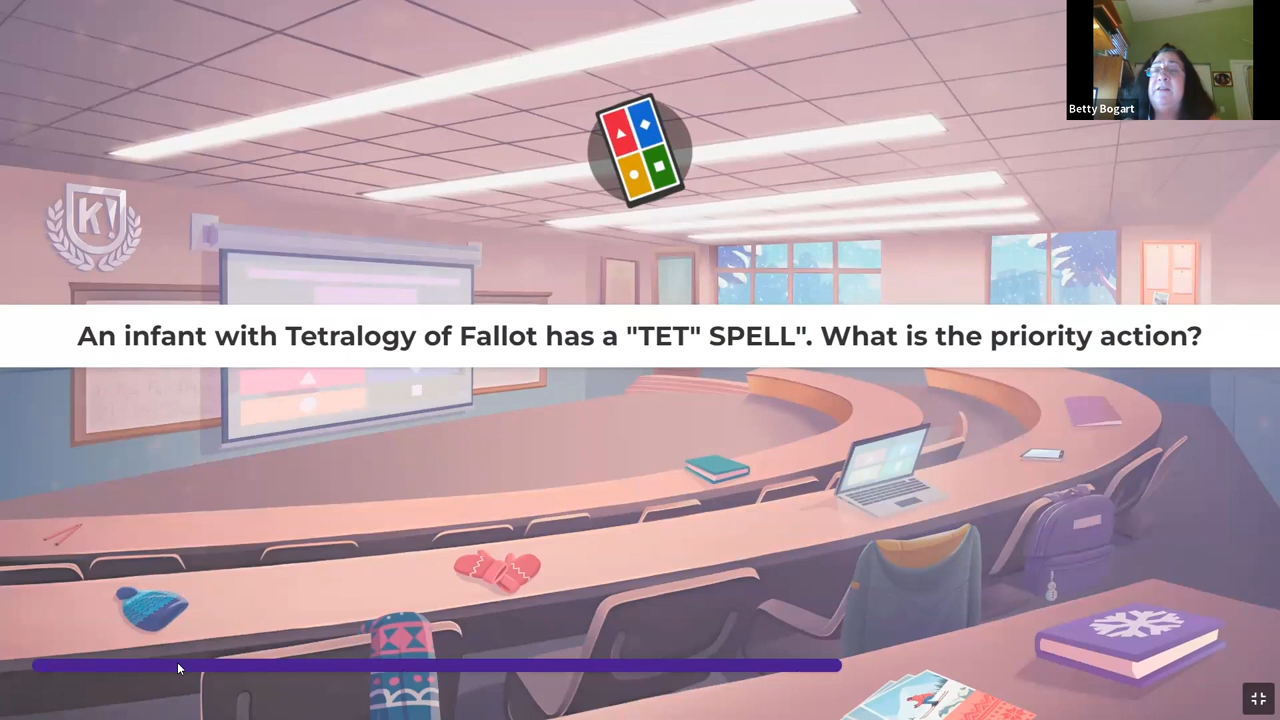 Betty Bogart
K!
An infant with Tetralogy of Fallot has a "TET" SPELL". What is the priority action?